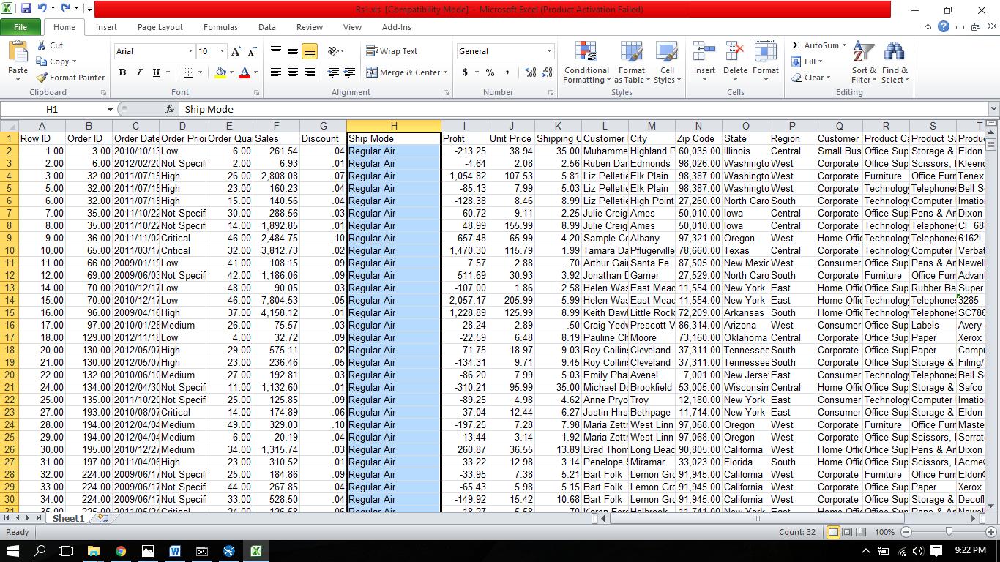 Rs1.xls  [Compatibility Mode]  -  Microsoft Excel (Product Activation Failed)
File Home Insert Page Layout Formulas Data Review View Add-Ins
Paste Cut Copy Format Painter Clipboard
Arial 10 B I U Font
Wrap Text Merge & Center Alignment
General $ % , Number
Conditional Formatting Format as Table Cell Styles Styles
Insert Delete Format Cells
AutoSum Fill Clear Sort & Filter Find & Select Editing
H1 fx Ship Mode
A B C D E F G H I J K L M N O P Q R S T
1 Row ID Order ID Order Date Order Prior Order Qua Sales Discount Ship Mode Profit Unit Price Shipping C Customer City Zip Code State Region Customer Product Ca Product Su Produc
2 1.00 3.00 2010/10/13 Low 6.00 261.54 .04 Regular Air -213.25 38.94 35.00 Muhamme Highland P 60,035.00 Illinois Central Small Bus Office Sup Storage & Eldon
3 2.00 6.00 2012/02/20 Not Specif 2.00 6.93 .01 Regular Air -4.64 2.08 2.56 Ruben Dar Edmonds 98,026.00 Washingto West Corporate Office Sup Scissors, Kleenc
4 3.00 32.00 2011/07/15 High 26.00 2,808.08 .07 Regular Air 1,054.82 107.53 5.81 Liz Pelletie Elk Plain 98,387.00 Washingto West Corporate Furniture Office Furn Tenex
5 5.00 32.00 2011/07/15 High 23.00 160.23 .04 Regular Air -85.13 7.99 5.03 Liz Pelletie Elk Plain 98,387.00 Washingto West Corporate Technology Telephone Bell S
6 6.00 32.00 2011/07/15 High 15.00 140.56 .04 Regular Air -128.38 8.46 8.99 Liz Pelletie High Point 27,260.00 North Caro South Corporate Technology Computer Imation
7 7.00 35.00 2011/10/22 Not Specif 30.00 288.56 .03 Regular Air 60.72 9.11 2.25 Julie Creig Ames 50,010.00 Iowa Central Corporate Office Sup Pens & Ar Dixon
8 8.00 35.00 2011/10/22 Not Specif 14.00 1,892.85 .01 Regular Air 48.99 155.99 8.99 Julie Creig Ames 50,010.00 Iowa Central Corporate Technology Telephone CF 68
9 9.00 36.00 2011/11/02 Critical 46.00 2,484.75 .10 Regular Air 657.48 65.99 4.20 Sample Co Albany 97,321.00 Oregon West Home Offic Technology Telephone 6162i
10 10.00 65.00 2011/03/17 Critical 32.00 3,812.73 .02 Regular Air 1,470.30 115.79 1.99 Tamara Da Pflugerville 78,660.00 Texas Central Corporate Technology Computer Verbat
11 11.00 66.00 2009/01/19 Low 41.00 108.15 .09 Regular Air 7.57 2.88 .70 Arthur Gai Santa Fe 87,505.00 New Mexic West Consumer Office Sup Pens & Ar Newell
12 12.00 69.00 2009/06/03 Not Specif 42.00 1,186.06 .09 Regular Air 511.69 30.93 3.92 Jonathan D Garner 27,529.00 North Caro South Corporate Furniture Office Furn Advant
13 14.00 70.00 2010/12/17 Low 48.00 90.05 .03 Regular Air -107.00 1.86 2.58 Helen Was East Mead 11,554.00 New York East Home Offic Office Sup Rubber Ba Super
14 15.00 70.00 2010/12/17 Low 46.00 7,804.53 .05 Regular Air 2,057.17 205.99 5.99 Helen Was East Mead 11,554.00 New York East Home Offic Technology Telephone 3285
15 16.00 96.00 2009/04/16 High 37.00 4,158.12 .01 Regular Air 1,228.89 125.99 8.99 Keith Dawl Little Rock 72,209.00 Arkansas South Home Offic Technology Telephone SC786
16 17.00 97.00 2010/01/28 Medium 26.00 75.57 .03 Regular Air 28.24 2.89 .50 Craig Yedw Prescott V 86,314.00 Arizona West Consumer Office Sup Labels Avery
17 18.00 129.00 2012/11/18 Low 4.00 32.72 .09 Regular Air -22.59 6.48 8.19 Pauline Ch Moore 73,160.00 Oklahoma Central Corporate Office Sup Paper Xerox
18 20.00 130.00 2012/05/07 High 29.00 575.11 .02 Regular Air 71.75 18.97 9.03 Roy Collin Cleveland 37,311.00 Tennessee South Corporate Office Sup Paper Compu
19 21.00 130.00 2012/05/07 High 23.00 236.46 .05 Regular Air -134.31 9.71 9.45 Roy Collin Cleveland 37,311.00 Tennessee South Corporate Office Sup Storage & Filing/
20 22.00 132.00 2010/06/10 Medium 27.00 192.81 .03 Regular Air -86.20 7.99 5.03 Emily Pha Avenel 7,001.00 New Jerse East Corporate Technology Telephone Bell S
21 24.00 134.00 2012/04/30 Not Specif 11.00 1,132.60 .01 Regular Air -310.21 95.99 35.00 Michael Do Brookfield 53,005.00 Wisconsin Central Home Offic Office Sup Storage & Safco
22 25.00 135.00 2011/10/20 Not Specif 25.00 125.85 .09 Regular Air -89.25 4.98 4.62 Anne Pryo Troy 12,180.00 New York East Consumer Technology Computer Imation
23 27.00 193.00 2010/08/07 Critical 14.00 174.89 .06 Regular Air -37.04 12.44 6.27 Justin Hirs Bethpage 11,714.00 New York East Consumer Office Sup Storage & Eldon
24 28.00 194.00 2012/04/04 Medium 49.00 329.03 .10 Regular Air -197.25 7.28 7.98 Maria Zett West Linn 97,068.00 Oregon West Corporate Furniture Office Furn Maste
25 29.00 194.00 2012/04/04 Medium 6.00 20.19 .04 Regular Air -13.44 3.14 1.92 Maria Zett West Linn 97,068.00 Oregon West Corporate Office Sup Scissors, Serrat
26 30.00 195.00 2010/12/27 Medium 34.00 1,315.74 .03 Regular Air 260.87 36.55 13.89 Brad Thom Long Beac 90,805.00 California West Home Offic Office Sup Pens & Ar Dixon
27 31.00 197.00 2011/04/06 High 23.00 310.52 .01 Regular Air 33.22 12.98 3.14 Penelope S Miramar 33,023.00 Florida South Home Offic Office Sup Scissors, Acme®
28 32.00 224.00 2009/06/17 Not Specif 25.00 184.86 .09 Regular Air -33.95 7.38 5.21 Bart Folk Lemon Gro 91,945.00 California West Corporate Furniture Office Furn Eldon®
29 33.00 224.00 2009/06/17 Not Specif 44.00 267.85 .04 Regular Air -65.43 5.98 5.15 Bart Folk Lemon Gro 91,945.00 California West Corporate Office Sup Paper Xerox
30 34.00 224.00 2009/06/17 Not Specif 33.00 528.50 .04 Regular Air -149.92 15.42 10.68 Bart Folk Lemon Gro 91,945.00 California West Corporate Office Sup Storage & Decofl
31 35.00 Critical 24.00 126.58 Regular Air 18.27 5.58 .70 Holbrook New York East
Sheet1
Ready Count: 32 100%
9:22 PM